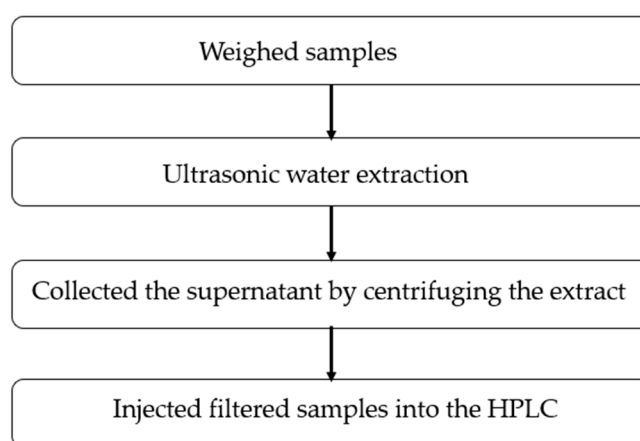 Weighed samples
Ultrasonic water extraction
Collected the supernatant by centrifuging the extract
Injected filtered samples into the HPLC